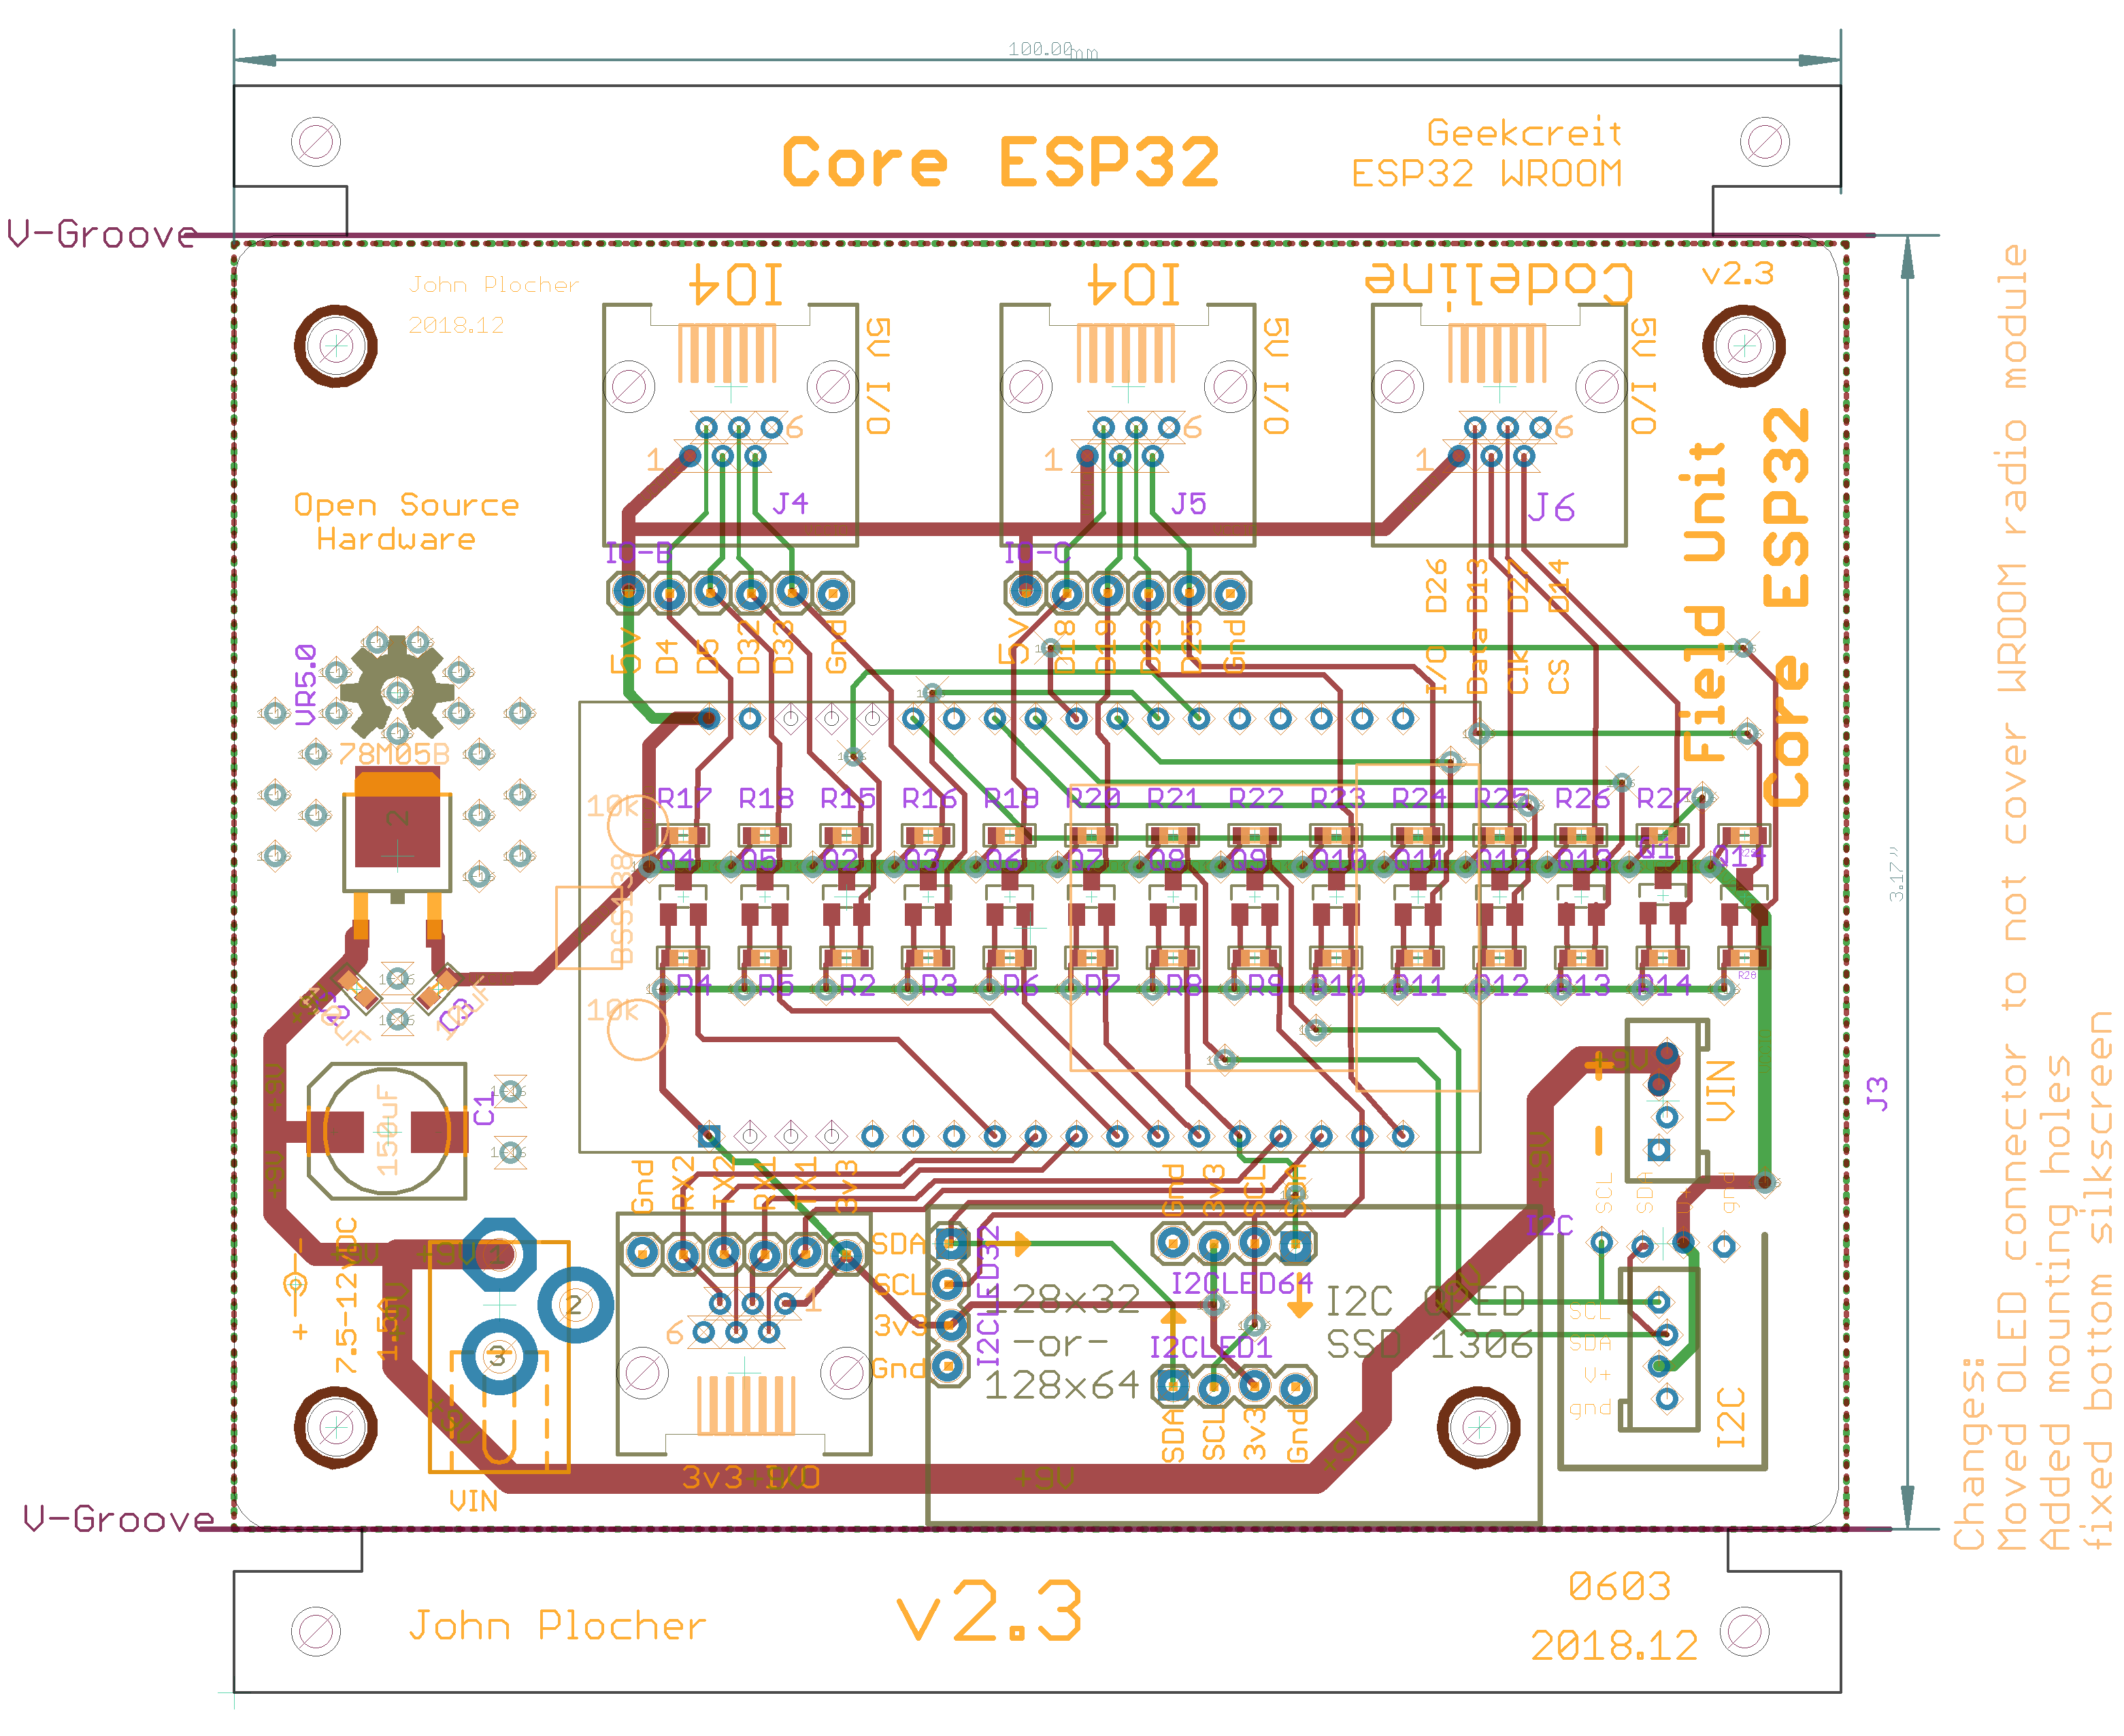 100.00mm
Core ESP32
Geekcreit
ESP32 WROOM
V-Groove
John Plocher
2018.12
IO4
IO4
Codeline
v2.3
5V I/O
5V I/O
5V I/O
1
6
1
6
1
6
J4
J5
J6
Open Source
Hardware
IO-B
IO-C
5V
D4
D5
D32
D33
Gnd
5V
D18
D19
D23
D25
Gnd
I/O D26
Data D13
Clk D27
CS D14
Field Unit
Core ESP32
VR5.0
78M05B
2
10k
R17
R18
R15
R16
R19
R20
R21
R22
R23
R24
R25
R26
R27
Q4
Q5
Q2
Q3
Q6
Q7
Q8
Q9
Q10
Q11
Q12
Q13
Q1
Q14
BSS138
R4
R5
R2
R3
R6
R7
R8
R9
R10
R11
R12
R13
R14
R28
10k
C3
10uF
+9V
150uF
C1
+9V
+9V
VIN
+
-
3.17"
J3
Gnd
RX2
TX2
RX1
TX1
3v3
Gnd
3v3
SCL
SDA
SCL
SDA
V+
gnd
+9V
I2C
7.5-12VDC
1.5A
-
+
+9V
+9V
+9V
1
2
3
SDA
SCL
3v3
Gnd
I2CLED32
I2CLED64
I2CLED1
128x32
-or-
128x64
I2C OLED
SSD 1306
+9V
SCL
SDA
V+
gnd
I2C
1
6
SDA
SCL
3v3
Gnd
+9V
3v3 I/O
+9V
+9V
+9V
VIN
V-Groove
John Plocher
v2.3
0603
2018.12
Changes:
Moved OLED connector to not cover WROOM radio module
Added mounting holes
fixed bottom silkscreen